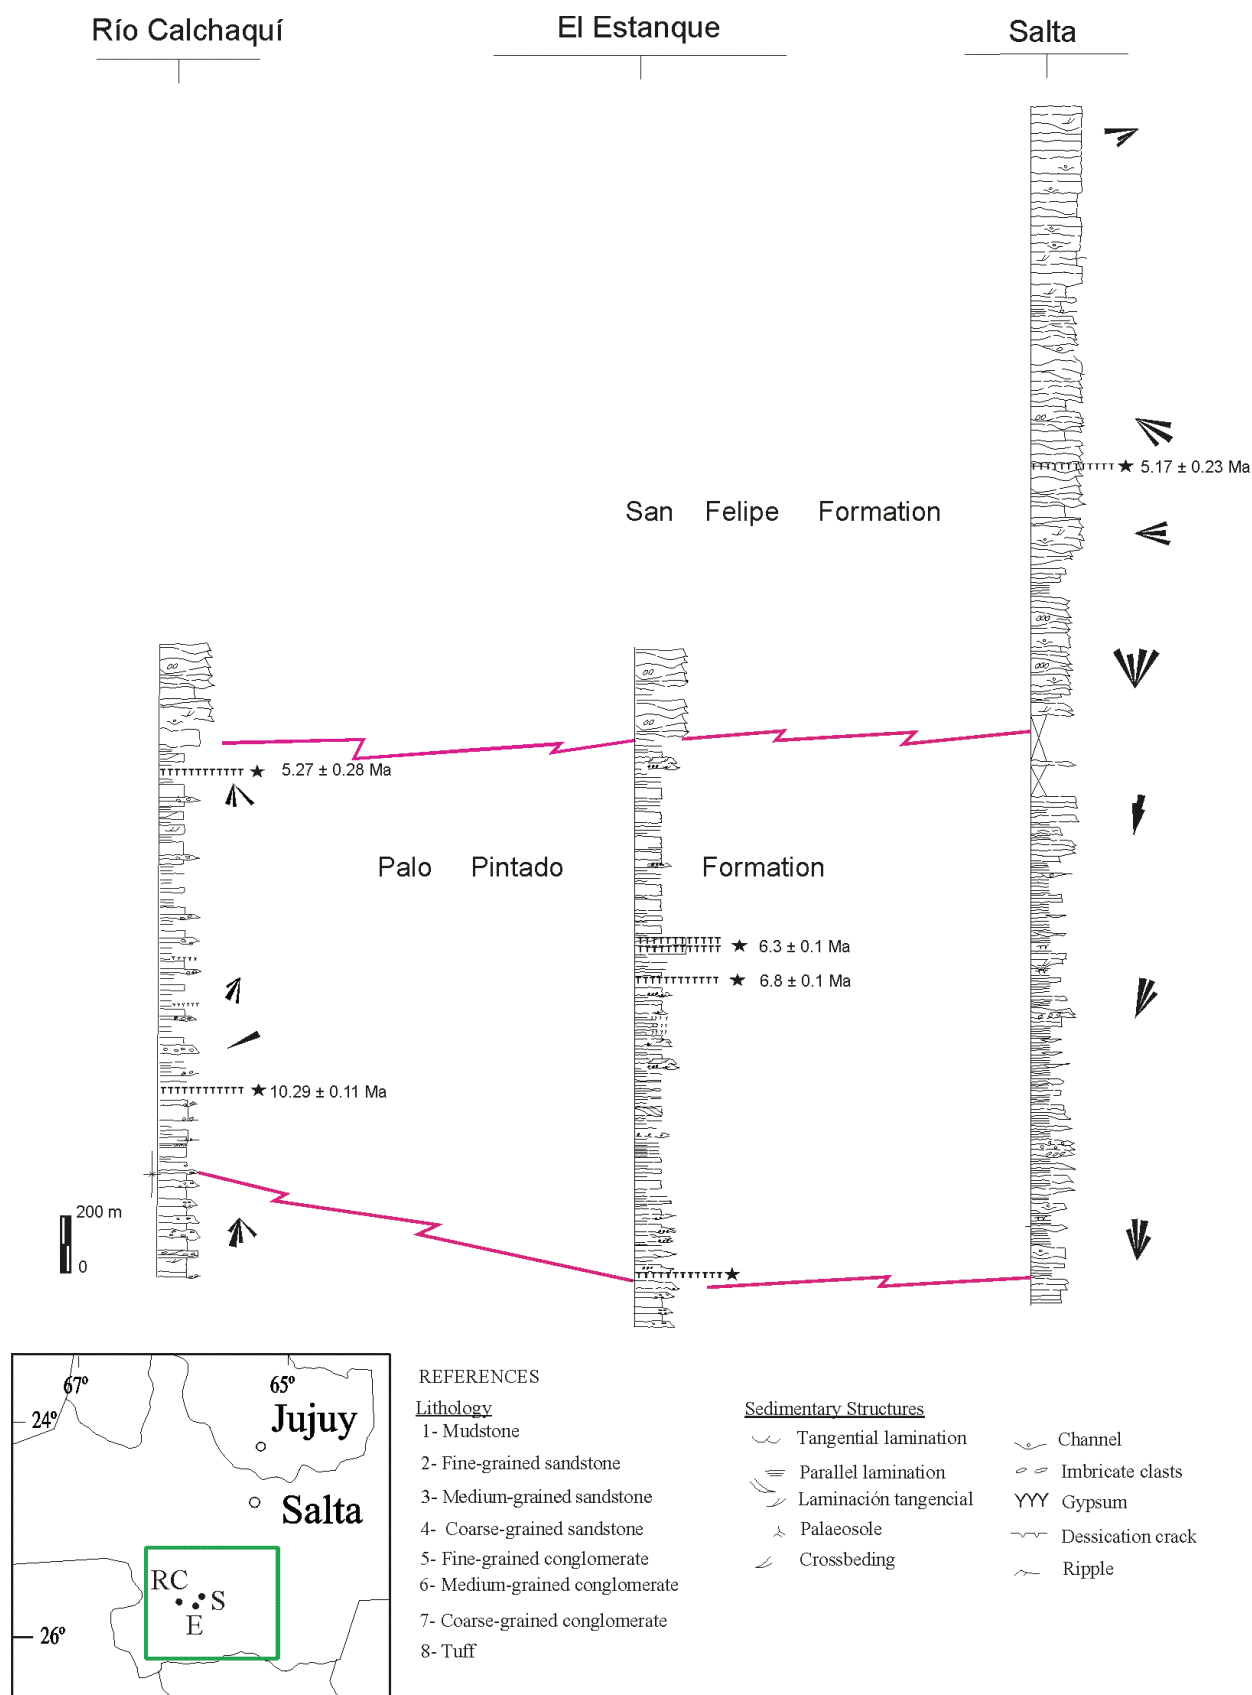 Río Calchaquí
El Estanque
Salta
5.17 ± 0.23 Ma
San Felipe Formation
5.27 ± 0.28 Ma
Palo Pintado Formation
6.3 ± 0.1 Ma
6.8 ± 0.1 Ma
10.29 ± 0.11 Ma
200 m
0
67º
65º
24º
Jujuy
Salta
RC
S
E
26º
REFERENCES
Lithology
1- Mudstone
2- Fine-grained sandstone
3- Medium-grained sandstone
4- Coarse-grained sandstone
5- Fine-grained conglomerate
6- Medium-grained conglomerate
7- Coarse-grained conglomerate
8- Tuff
Sedimentary Structures
Tangential lamination
Parallel lamination
Laminación tangencial
Palaeosole
Crossbeding
Channel
Imbricate clasts
Gypsum
Dessication crack
Ripple